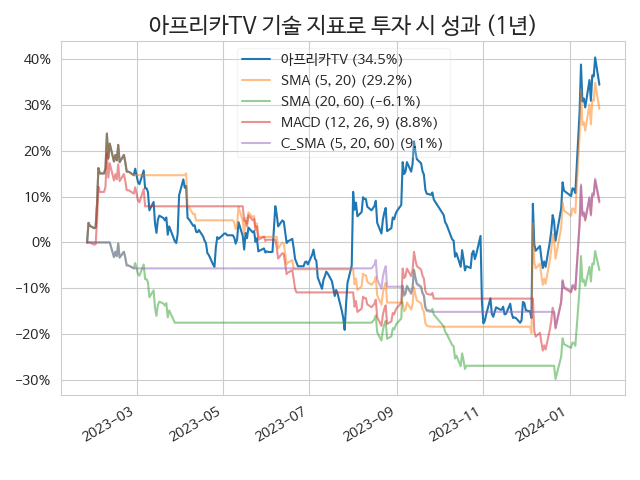 아프리카TV 기술 지표로 투자 시 성과 (1년)
아프리카TV (34.5%)
SMA (5, 20) (29.2%)
SMA (20, 60) (−6.1%)
MACD (12, 26, 9) (8.8%)
C_SMA (5, 20, 60) (9.1%)
40%
30%
20%
10%
0%
−10%
−20%
−30%
2023−03
2023−05
2023−07
2023−09
2023−11
2024−01